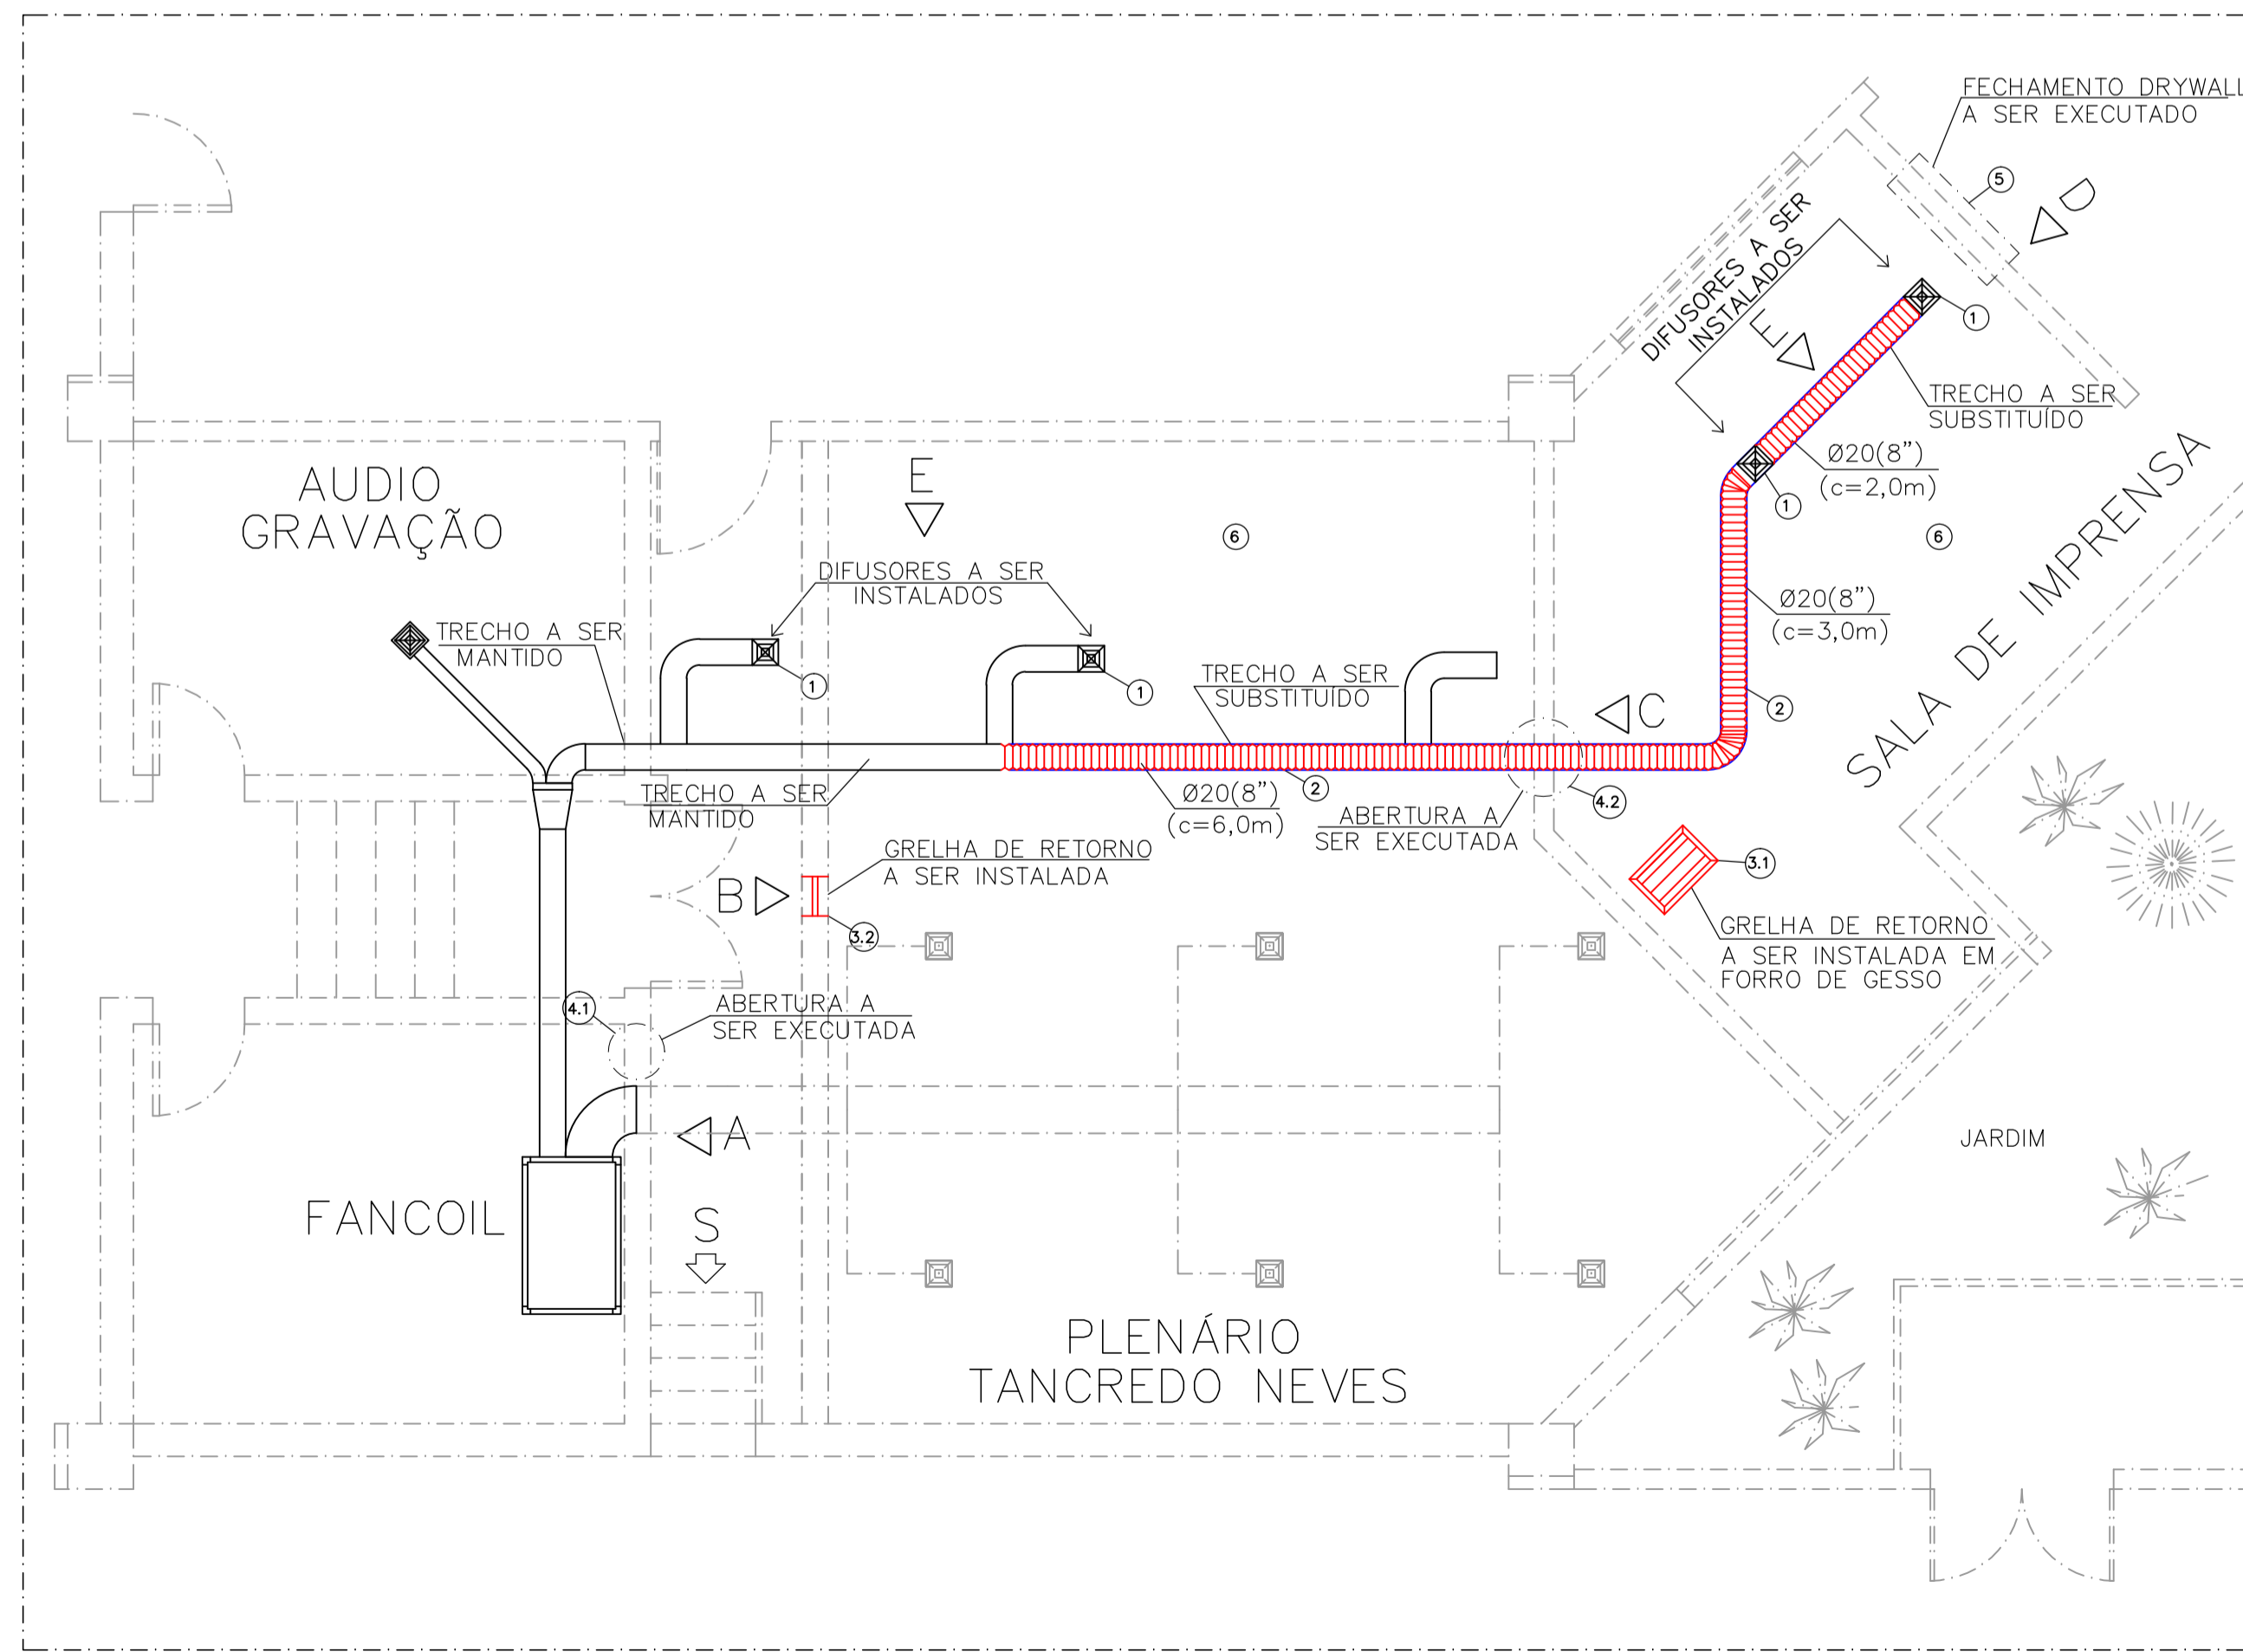 FECHAMENTO DRYWALL
A SER EXECUTADO
5
D
DIFUSORES A SER
INSTALADOS
E
1
TRECHO A SER
SUBSTITUÍDO
Ø20(8")
(c=2,0m)
1
AUDIO
GRAVAÇÃO
E
6
6
SALA DE IMPRENSA
DIFUSORES A SER
INSTALADOS
Ø20(8")
(c=3,0m)
TRECHO A SER
MANTIDO
1
1
TRECHO A SER
SUBSTITUÍDO
C
2
TRECHO A SER
MANTIDO
Ø20(8")
(c=6,0m)
2
ABERTURA A
SER EXECUTADA
4.2
GRELHA DE RETORNO
A SER INSTALADA
B
3.2
3.1
GRELHA DE RETORNO
A SER INSTALADA EM
FORRO DE GESSO
4.1
ABERTURA A
SER EXECUTADA
A
JARDIM
FANCOIL
S
PLENÁRIO
TANCREDO NEVES